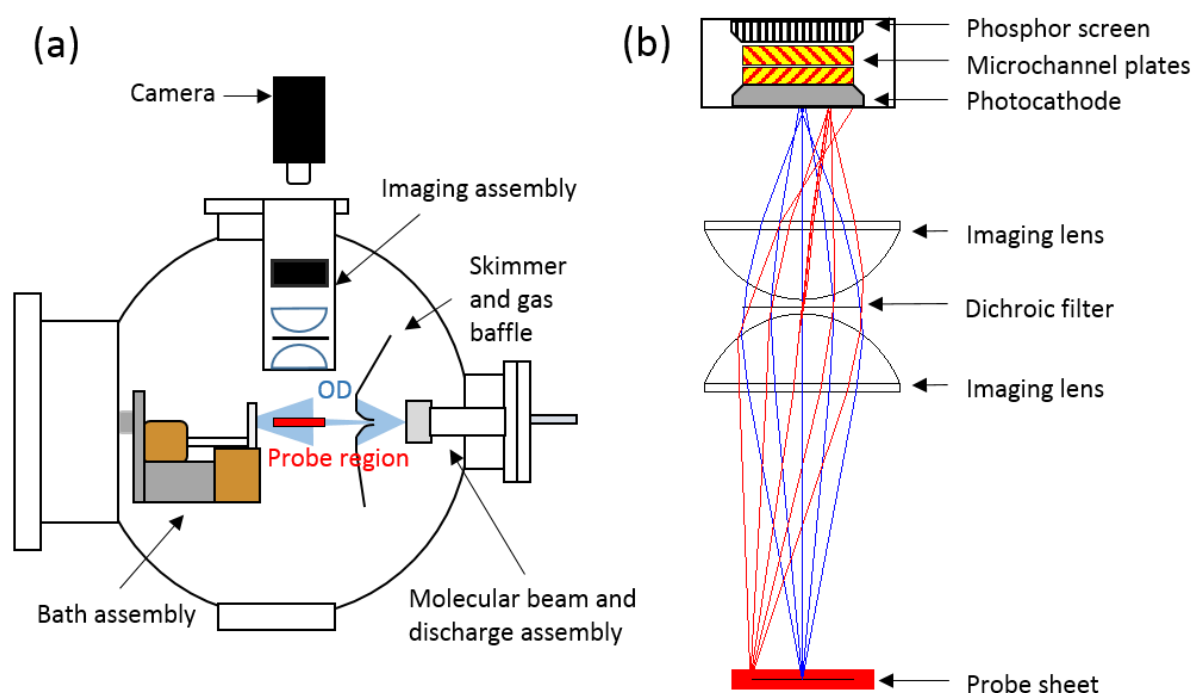 (a)
Camera
Imaging assembly
Skimmer
and gas
baffle
OD
Probe region
Bath assembly
Molecular beam and
discharge assembly
(b)
Phosphor screen
Microchannel plates
Photocathode
Imaging lens
Dichroic filter
Imaging lens
Probe sheet